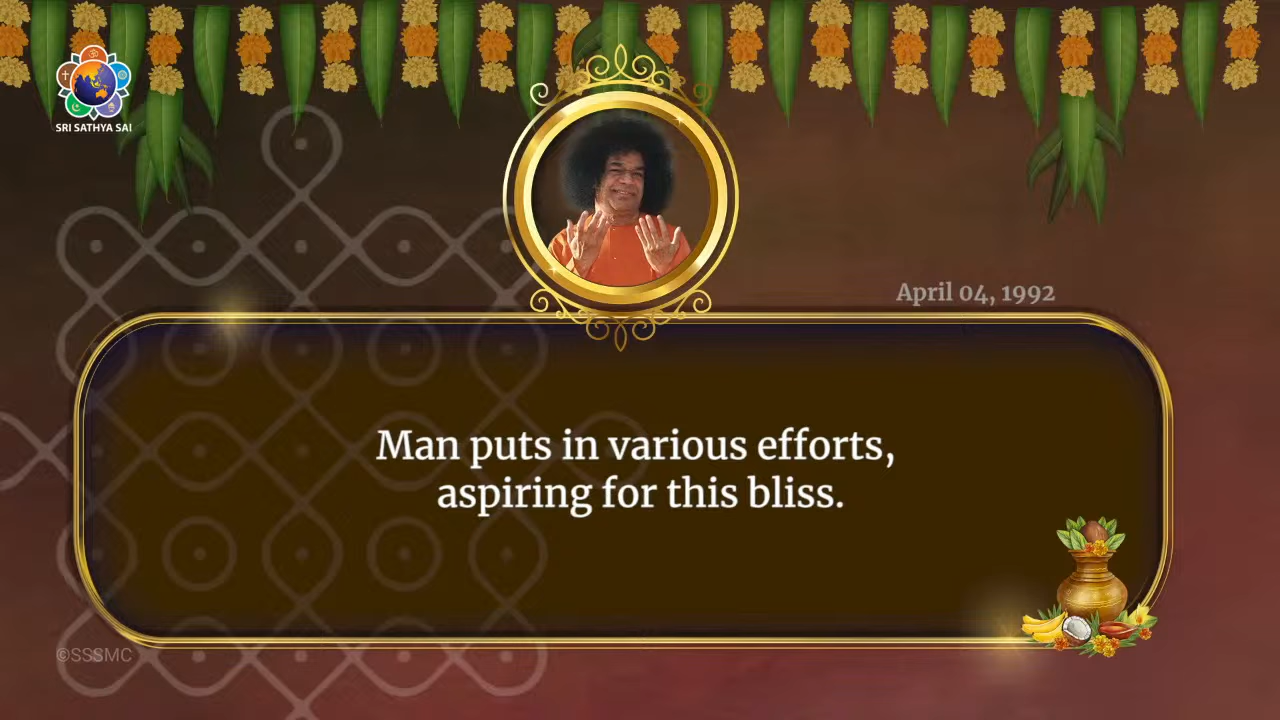 SRI SATHYA SAI
April 04, 1992
Man puts in various efforts,
aspiring for this bliss.
©SSSMC